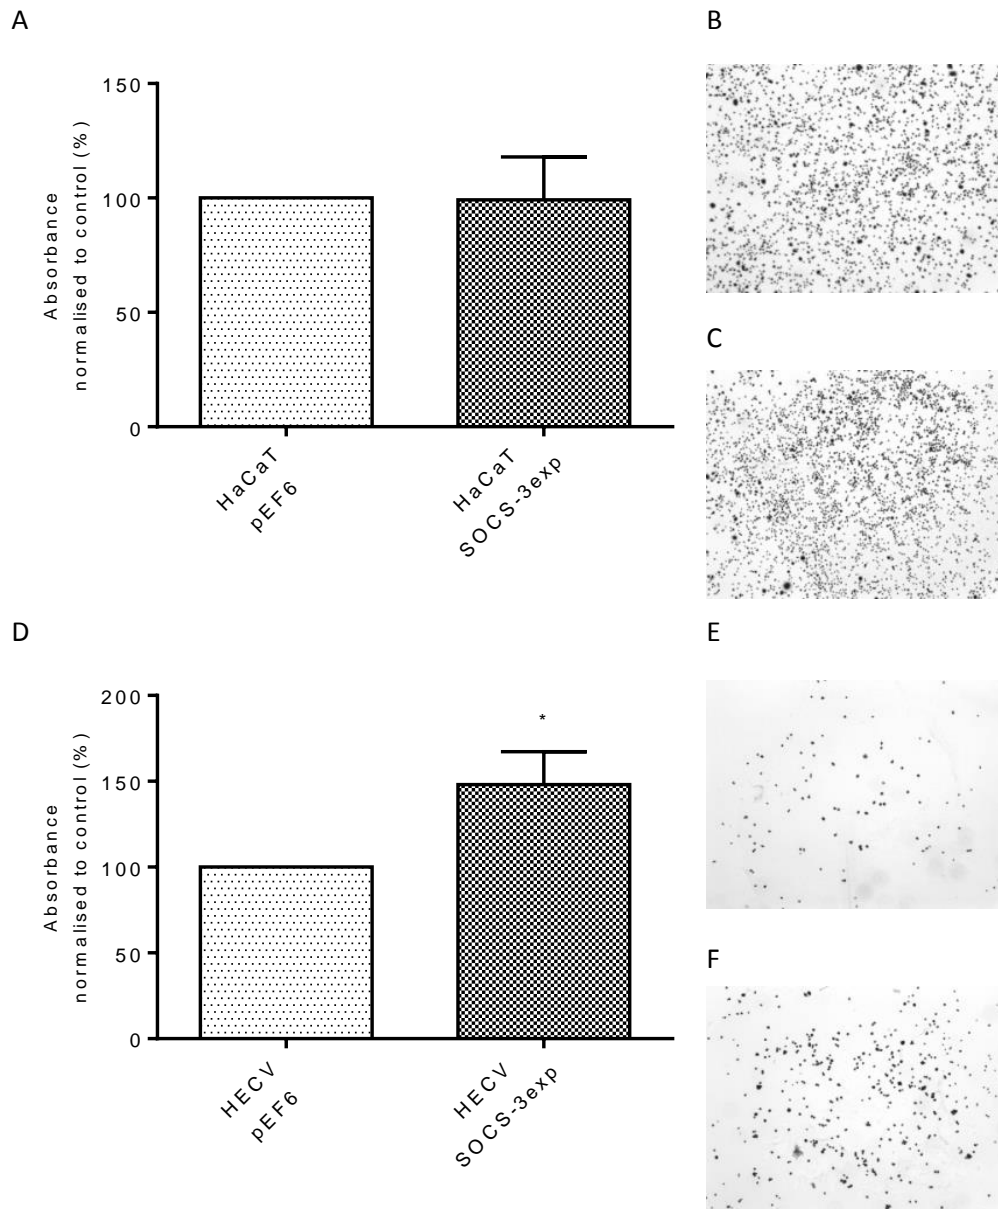 A
B
150
100
50
0
Absorbance
normalised to control (%)
HaCaT
pEF6
HaCaT
SOCS-3exp
C
D
E
200
150
100
50
0
Absorbance
normalised to control (%)
*
HECV
pEF6
HECV
SOCS-3exp
F